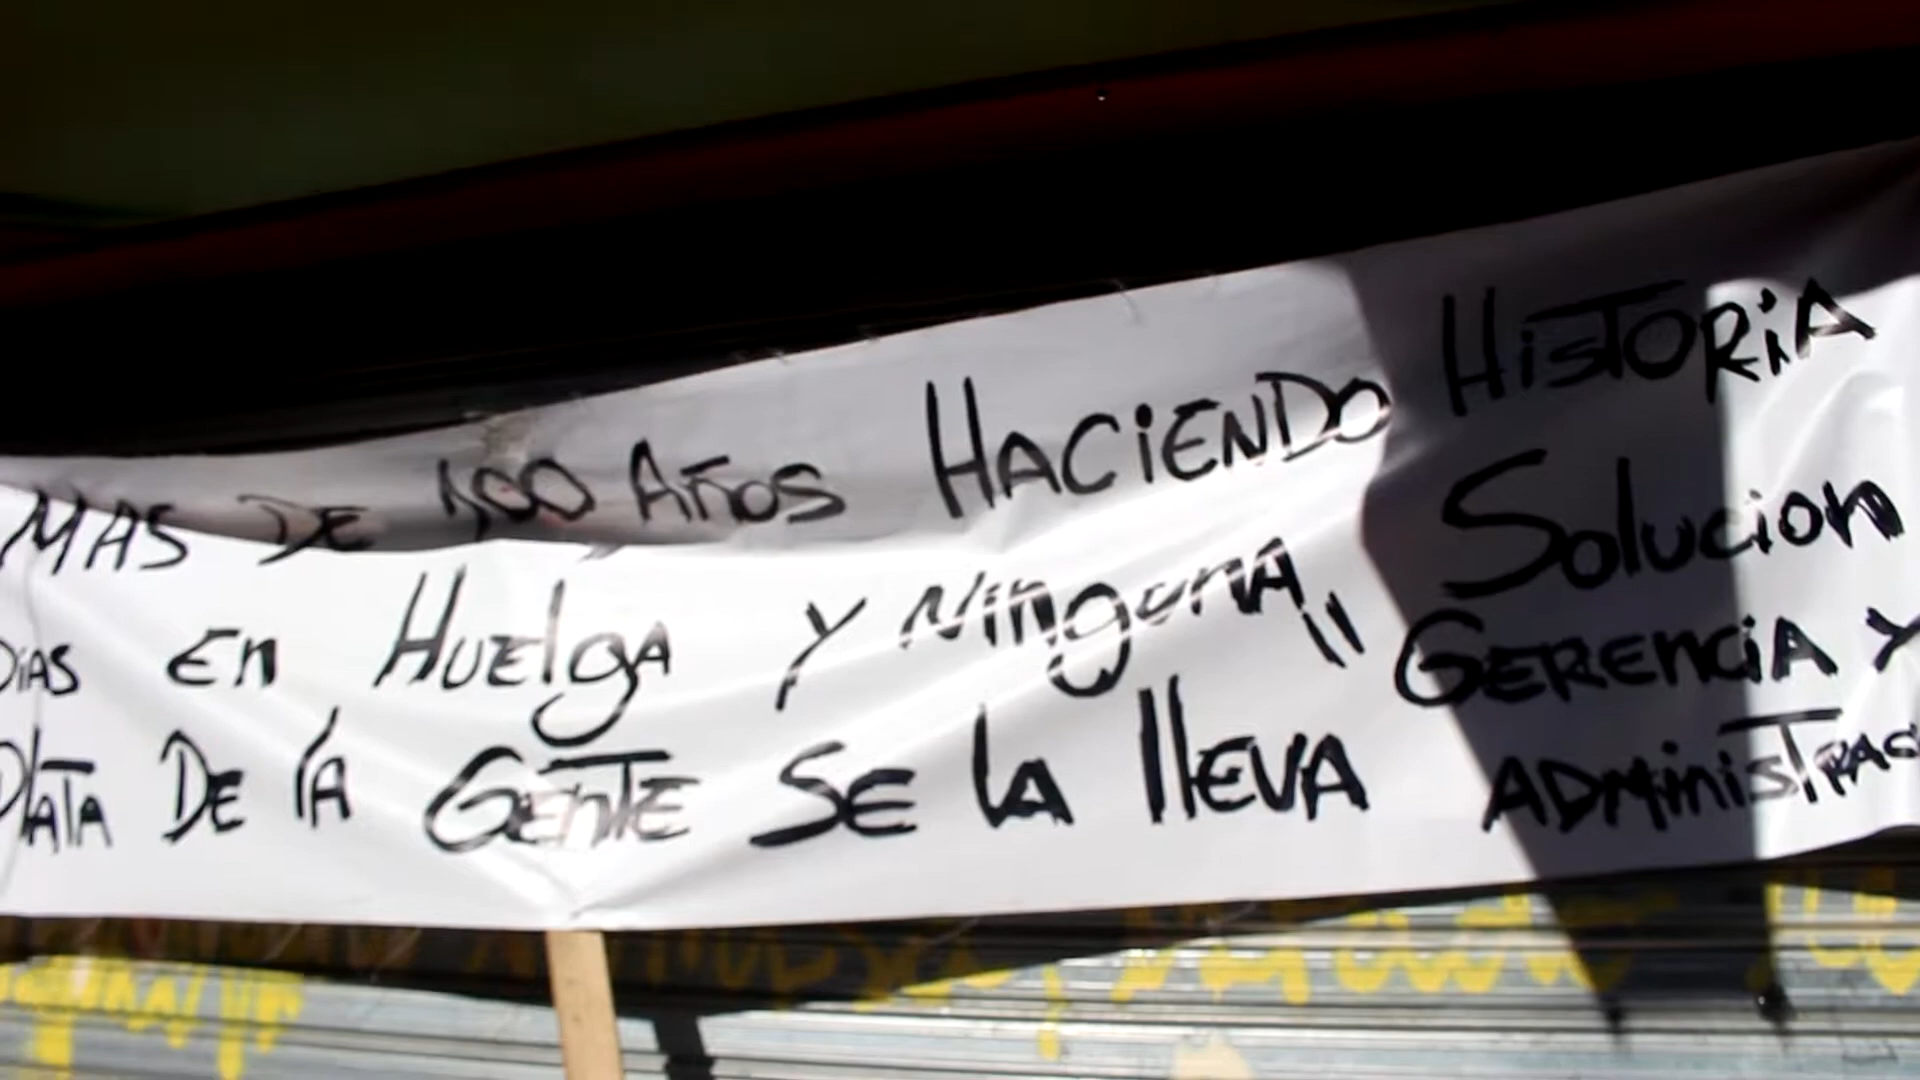 MAS DE 100 AÑOS HACIENDO HISTORIA
DiAS En HUElgA Y NingunA Solucion
PlATA DE lA GEnTE SE LA llEVA GERENCiA Y
ADMinisTRAC